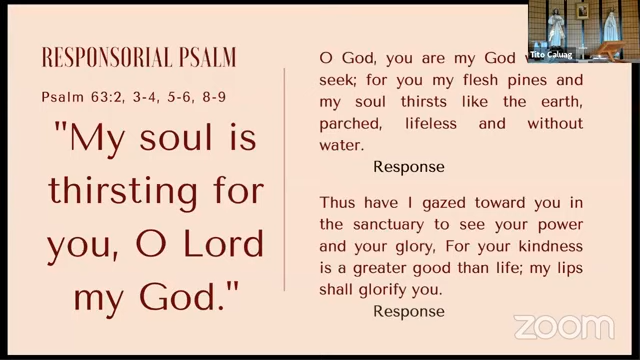 RESPONSORIAL PSALM
Psalm 63:2, 3-4, 5-6, 8-9
"My soul is
thirsting for
you, O Lord
my God."
O God, you are my God
seek; for you my flesh pines and
my soul thirsts like the earth,
parched, lifeless and without
water.
Response
Thus have I gazed toward you in
the sanctuary to see your power
and your glory, For your kindness
is a greater good than life; my lips
shall glorify you.
Response
Tito Caluag
zoom